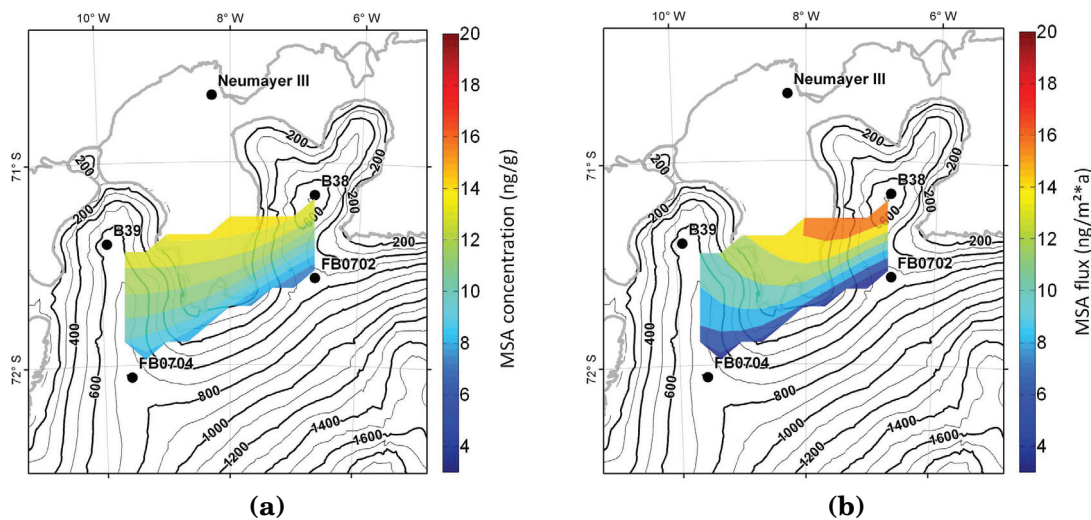 10° W 8° W 6° W
20
18
16
14
12
10
8
6
4
MSA concentration (ng/g)
71° S
72° S
Neumayer III
200
200
200
200
200
B38
600
B39
FB0702
400
FB0704
600
800
1000
1200
1400
1600
(a)
10° W 8° W 6° W
20
18
16
14
12
10
8
6
4
MSA flux (ng/m²*a)
71° S
72° S
Neumayer III
200
200
200
200
200
B38
600
B39
FB0702
400
FB0704
600
800
1000
1200
1400
1600
(b)